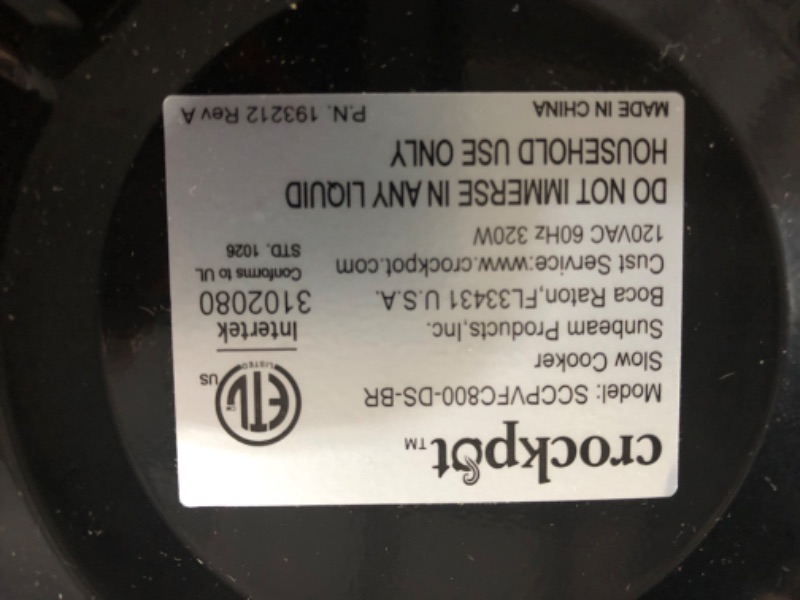 crockpot™
Model: SCCPVFC800-DS-BR
Slow Cooker
Sunbeam Products,Inc.
Boca Raton,FL33431 U.S.A.
Cust Service:www.crockpot.com
120VAC 60Hz 320W
ETL
LISTED
US
Intertek
3102080
Conforms to UL
STD. 1026
DO NOT IMMERSE IN ANY LIQUID
HOUSEHOLD USE ONLY
MADE IN CHINA P.N. 193212 Rev A